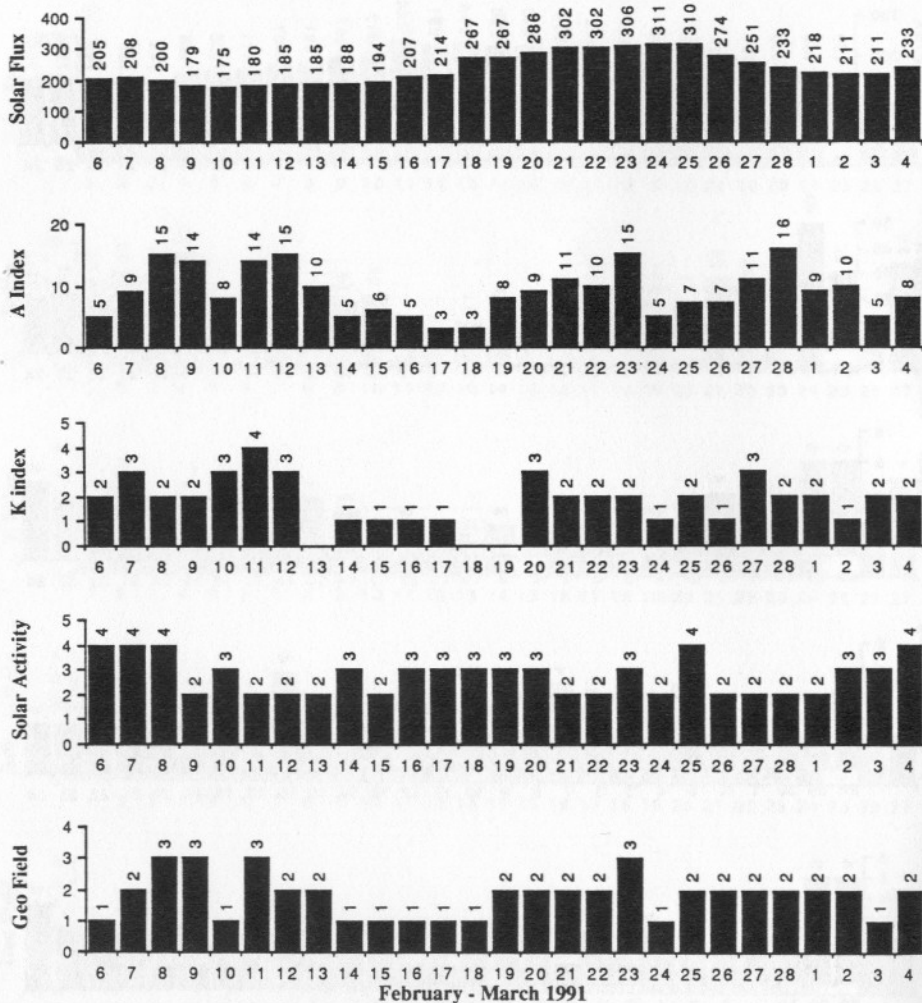 205 208 200 179 175 180 185 185 188 194 207 214 267 267 286 302 302 306 311 310 274 251 233 218 211 211 233
Solar Flux
400
300
200
100
0
6 7 8 9 10 11 12 13 14 15 16 17 18 19 20 21 22 23 24 25 26 27 28 1 2 3 4
5 9 15 14 8 14 15 10 5 6 5 3 3 8 9 11 10 15 5 7 7 11 16 9 10 5 8
A Index
20
10
0
6 7 8 9 10 11 12 13 14 15 16 17 18 19 20 21 22 23 24 25 26 27 28 1 2 3 4
2 3 2 2 3 4 3 1 1 1 1 3 2 2 2 1 2 1 3 2 2 1 2 2
K index
5
4
3
2
1
0
6 7 8 9 10 11 12 13 14 15 16 17 18 19 20 21 22 23 24 25 26 27 28 1 2 3 4
4 4 4 2 3 2 2 2 3 2 3 3 3 3 3 2 2 3 2 4 2 2 2 2 3 3 4
Solar Activity
5
4
3
2
1
0
6 7 8 9 10 11 12 13 14 15 16 17 18 19 20 21 22 23 24 25 26 27 28 1 2 3 4
1 2 3 3 1 3 2 2 1 1 1 1 1 2 2 2 2 3 1 2 2 2 2 2 2 1 2
Geo Field
4
3
2
1
0
6 7 8 9 10 11 12 13 14 15 16 17 18 19 20 21 22 23 24 25 26 27 28 1 2 3 4
February - March 1991